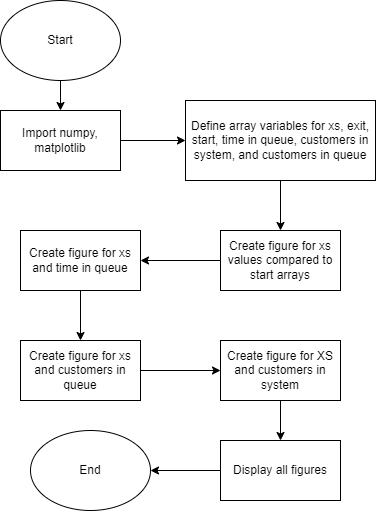 Start
Import numpy,
matplotlib
Define array variables for xs, exit,
start, time in queue, customers in
system, and customers in queue
Create figure for xs
values compared to
start arrays
Create figure for xs
and time in queue
Create figure for xs
and customers in
queue
Create figure for XS
and customers in
system
Display all figures
End